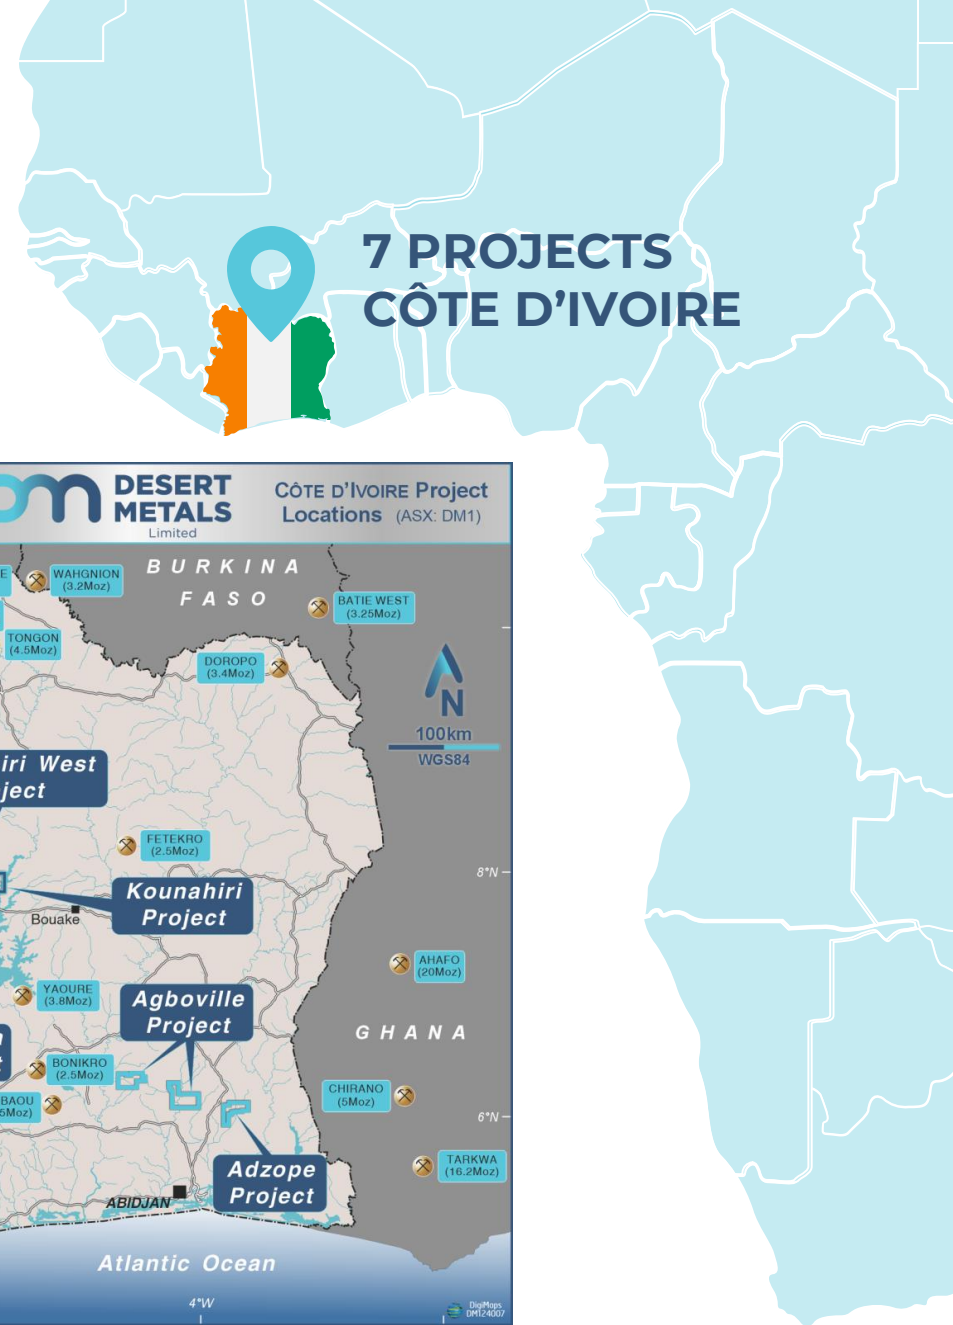 7 PROJECTS
CÔTE D'IVOIRE
DESERT
METALS
Limited
CÔTE D'IVOIRE Project
Locations (ASX: DM1)
BURKINA
FASO
WAHGNION
(3.2Moz)
BATIE WEST
(3.25Moz)
TONGON
(4.5Moz)
DOROPO
(3.4Moz)
N
100km
WGS84
iri West
ject
FETEKRO
(2.5Moz)
8°N
Kounahiri
Project
Bouake
AHAFO
(20Moz)
YAOURE
(3.8Moz)
Agboville
Project
GHANA
BONIKRO
(2.5Moz)
CHIRANO
(5Moz)
BAOU
5Moz)
6°N
TARKWA
(16.2Moz)
Adzope
Project
ABIDJAN
Atlantic Ocean
4°W
DigiMaps
DM124007